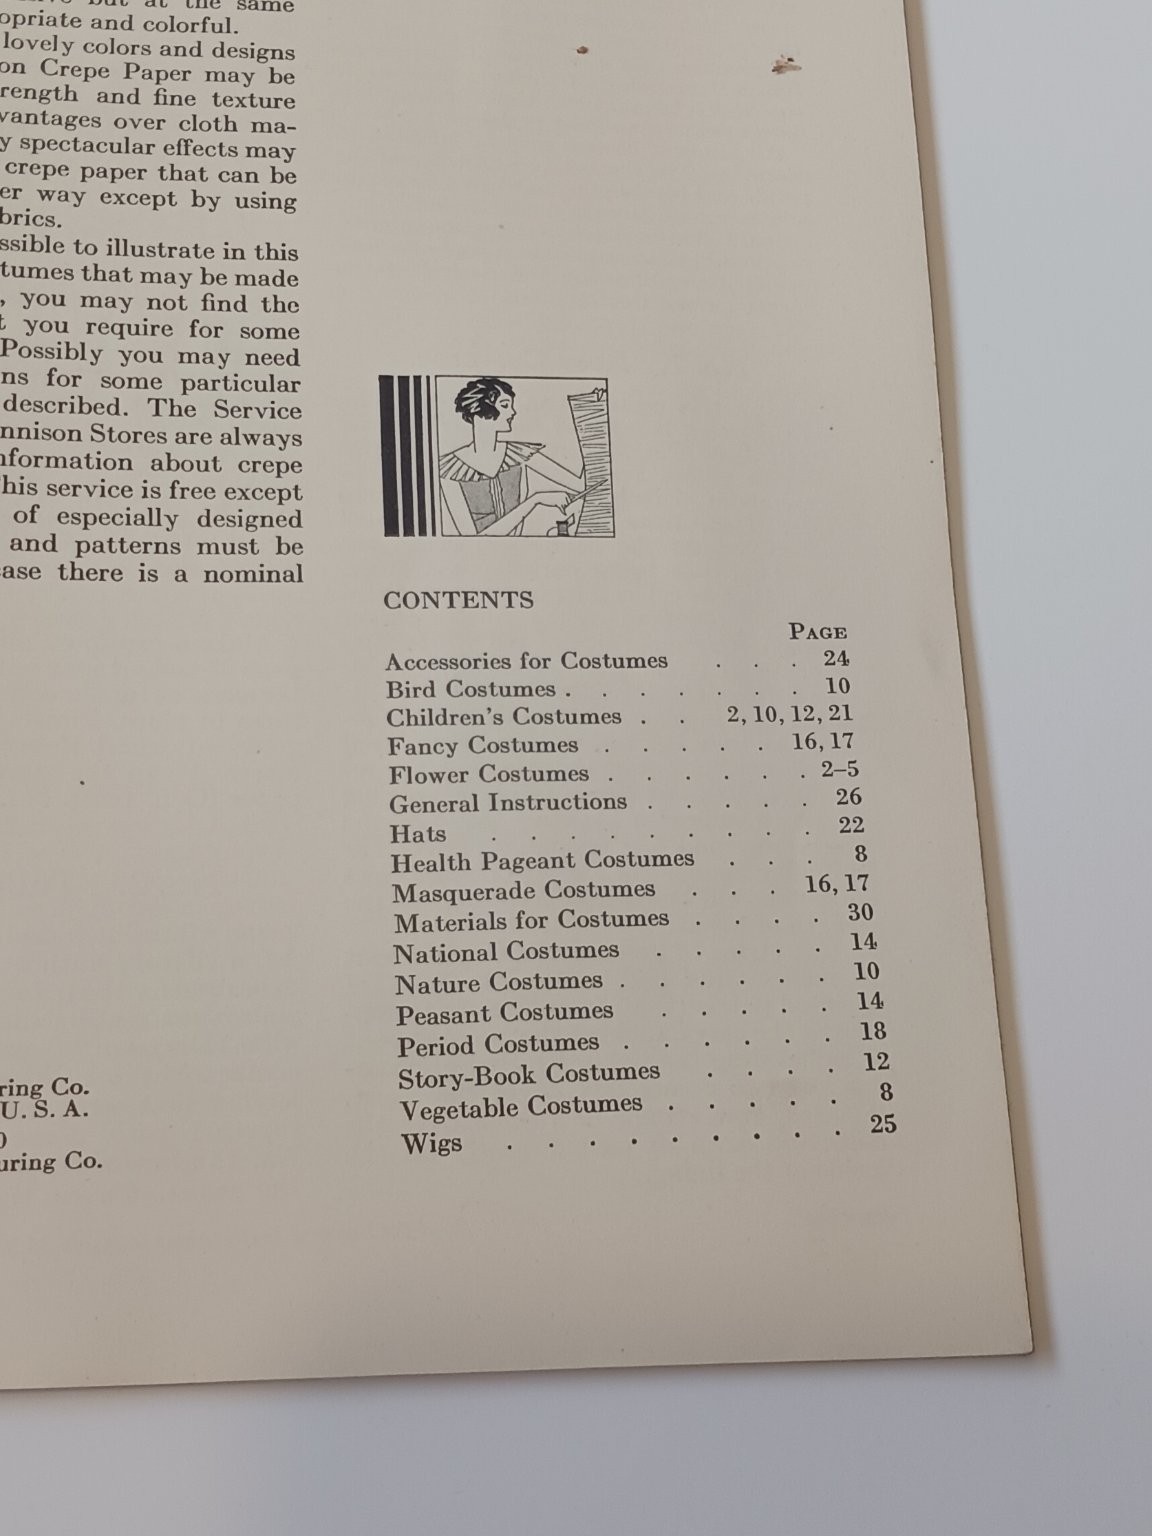 but at the same
opriate and colorful.
lovely colors and designs
on Crepe Paper may be
rength and fine texture
vantages over cloth ma-
y spectacular effects may
crepe paper that can be
er way except by using
brics.
ssible to illustrate in this
tumes that may be made
, you may not find the
t you require for some
Possibly you may need
ns for some particular
described. The Service
nnison Stores are always
nformation about crepe
his service is free except
of especially designed
and patterns must be
ase there is a nominal
ring Co.
U. S. A.
uring Co.
CONTENTS
PAGE
Accessories for Costumes . . . 24
Bird Costumes . . . . . . . 10
Children's Costumes . . 2, 10, 12, 21
Fancy Costumes . . . . . 16, 17
Flower Costumes . . . . . . 2–5
General Instructions . . . . . 26
Hats . . . . . . . . . 22
Health Pageant Costumes . . . 8
Masquerade Costumes . . . 16, 17
Materials for Costumes . . . . 30
National Costumes . . . . . 14
Nature Costumes . . . . . . 10
Peasant Costumes . . . . . 14
Period Costumes . . . . . . 18
Story-Book Costumes . . . . 12
Vegetable Costumes . . . . . 8
Wigs . . . . . . . . . 25